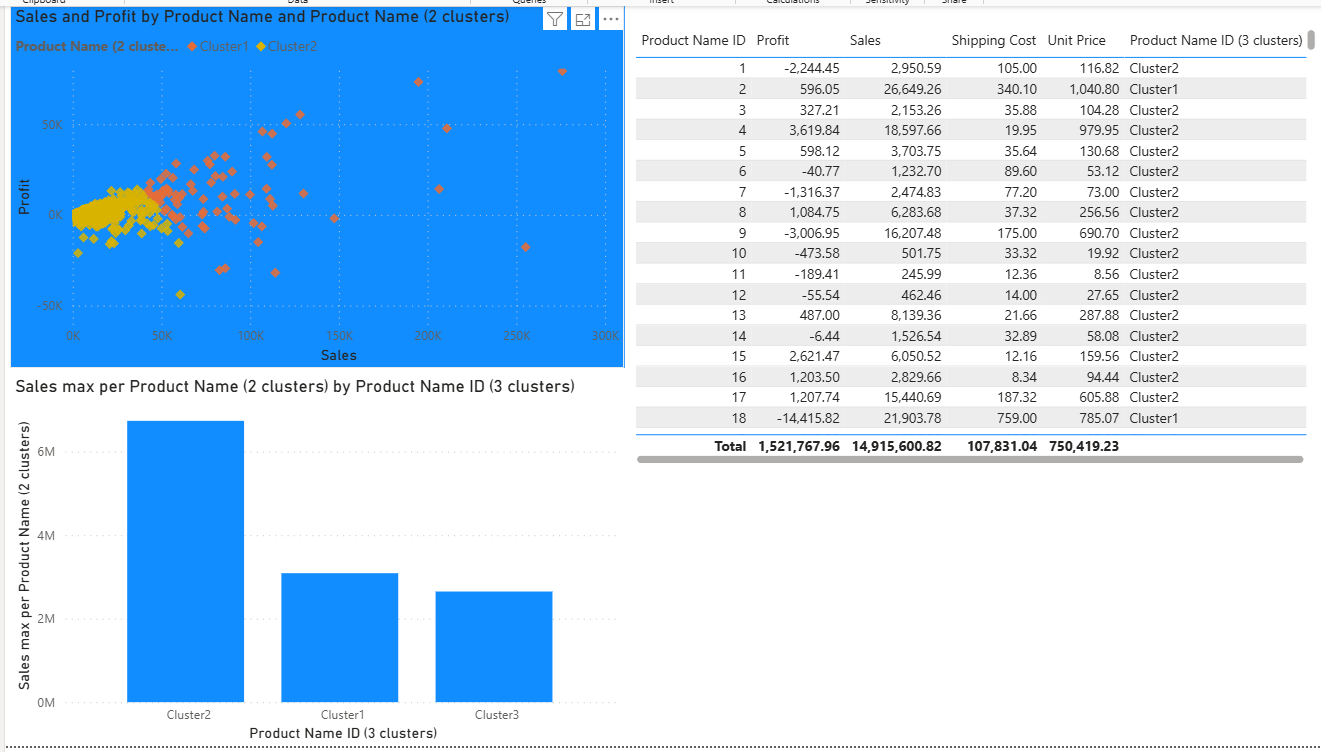 Clipboard Data Queries Insert Calculations Sensitivity Share
Sales and Profit by Product Name and Product Name (2 clusters)
Product Name (2 cluste... Cluster1 Cluster2
50K
0K
-50K
Profit
0K 50K 100K 150K 200K 250K 300K
Sales
Sales max per Product Name (2 clusters) by Product Name ID (3 clusters)
6M
4M
2M
0M
Sales max per Product Name (2 clusters)
Cluster2 Cluster1 Cluster3
Product Name ID (3 clusters)
Product Name ID Profit Sales Shipping Cost Unit Price Product Name ID (3 clusters)
1 -2,244.45 2,950.59 105.00 116.82 Cluster2
2 596.05 26,649.26 340.10 1,040.80 Cluster1
3 327.21 2,153.26 35.88 104.28 Cluster2
4 3,619.84 18,597.66 19.95 979.95 Cluster2
5 598.12 3,703.75 35.64 130.68 Cluster2
6 -40.77 1,232.70 89.60 53.12 Cluster2
7 -1,316.37 2,474.83 77.20 73.00 Cluster2
8 1,084.75 6,283.68 37.32 256.56 Cluster2
9 -3,006.95 16,207.48 175.00 690.70 Cluster2
10 -473.58 501.75 33.32 19.92 Cluster2
11 -189.41 245.99 12.36 8.56 Cluster2
12 -55.54 462.46 14.00 27.65 Cluster2
13 487.00 8,139.36 21.66 287.88 Cluster2
14 -6.44 1,526.54 32.89 58.08 Cluster2
15 2,621.47 6,050.52 12.16 159.56 Cluster2
16 1,203.50 2,829.66 8.34 94.44 Cluster2
17 1,207.74 15,440.69 187.32 605.88 Cluster2
18 -14,415.82 21,903.78 759.00 785.07 Cluster1
Total 1,521,767.96 14,915,600.82 107,831.04 750,419.23